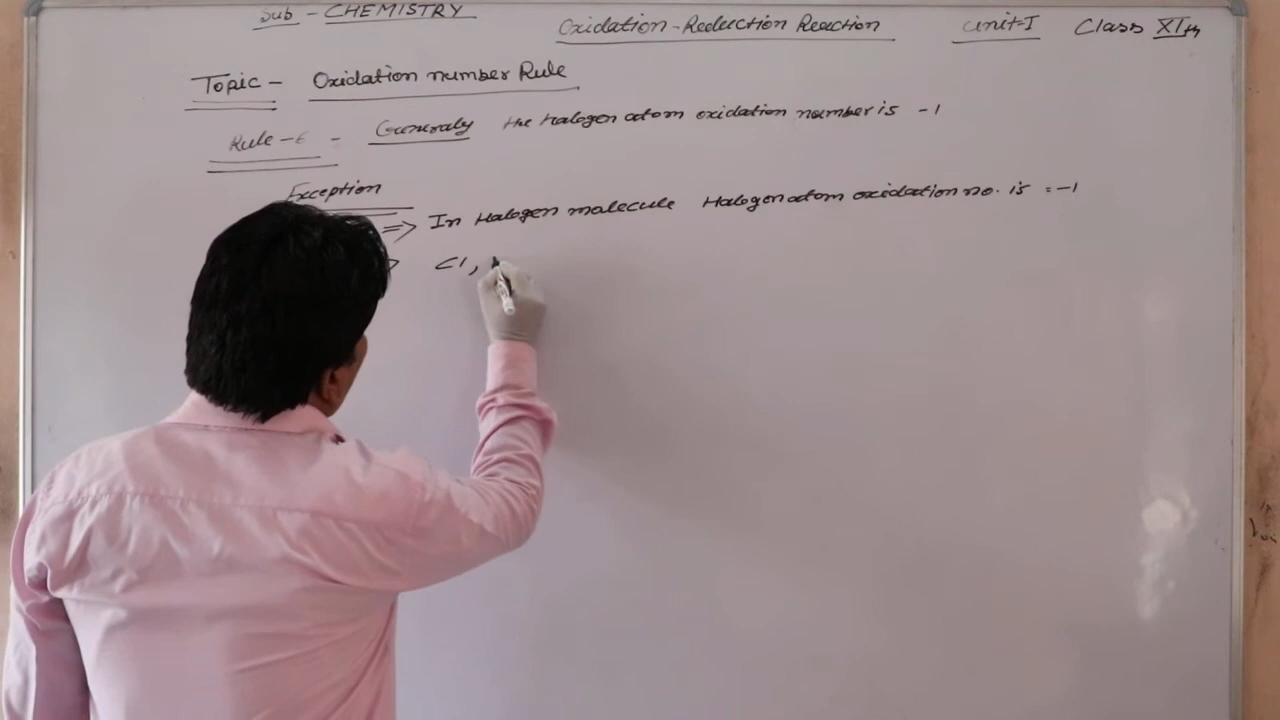 Sub - CHEMISTRY Oxidation-Reduction Reaction Unit-I Class XIth
Topic - Oxidation number Rule
Rule-6 - Generaly the Halogen atom oxidation number is -1
Exception
=> In Halogen molecule Halogen atom oxidation no. is = -1
Cl,